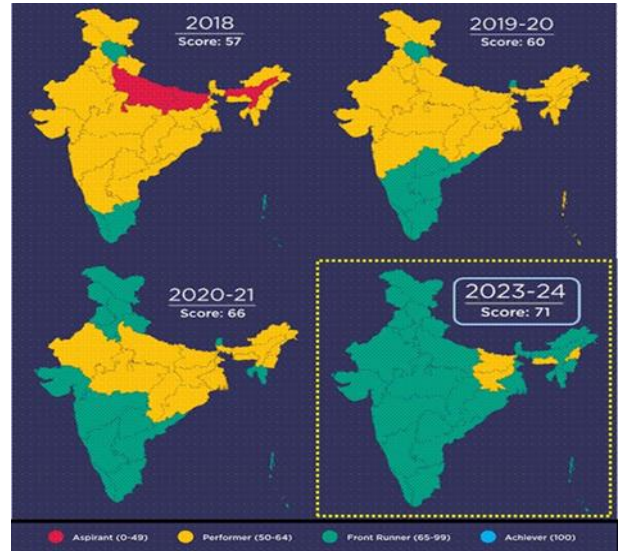 2018
Score: 57
2019-20
Score: 60
2020-21
Score: 66
2023-24
Score: 71
Aspirant (0-49) Performer (50-64) Front Runner (65-99) Achiever (100)